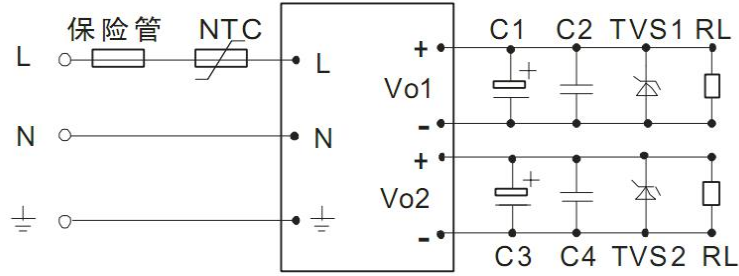 保险管 NTC C1 C2 TVS1 RL
L L + Vo1 -
N N + Vo2 -
C3 C4 TVS2 RL